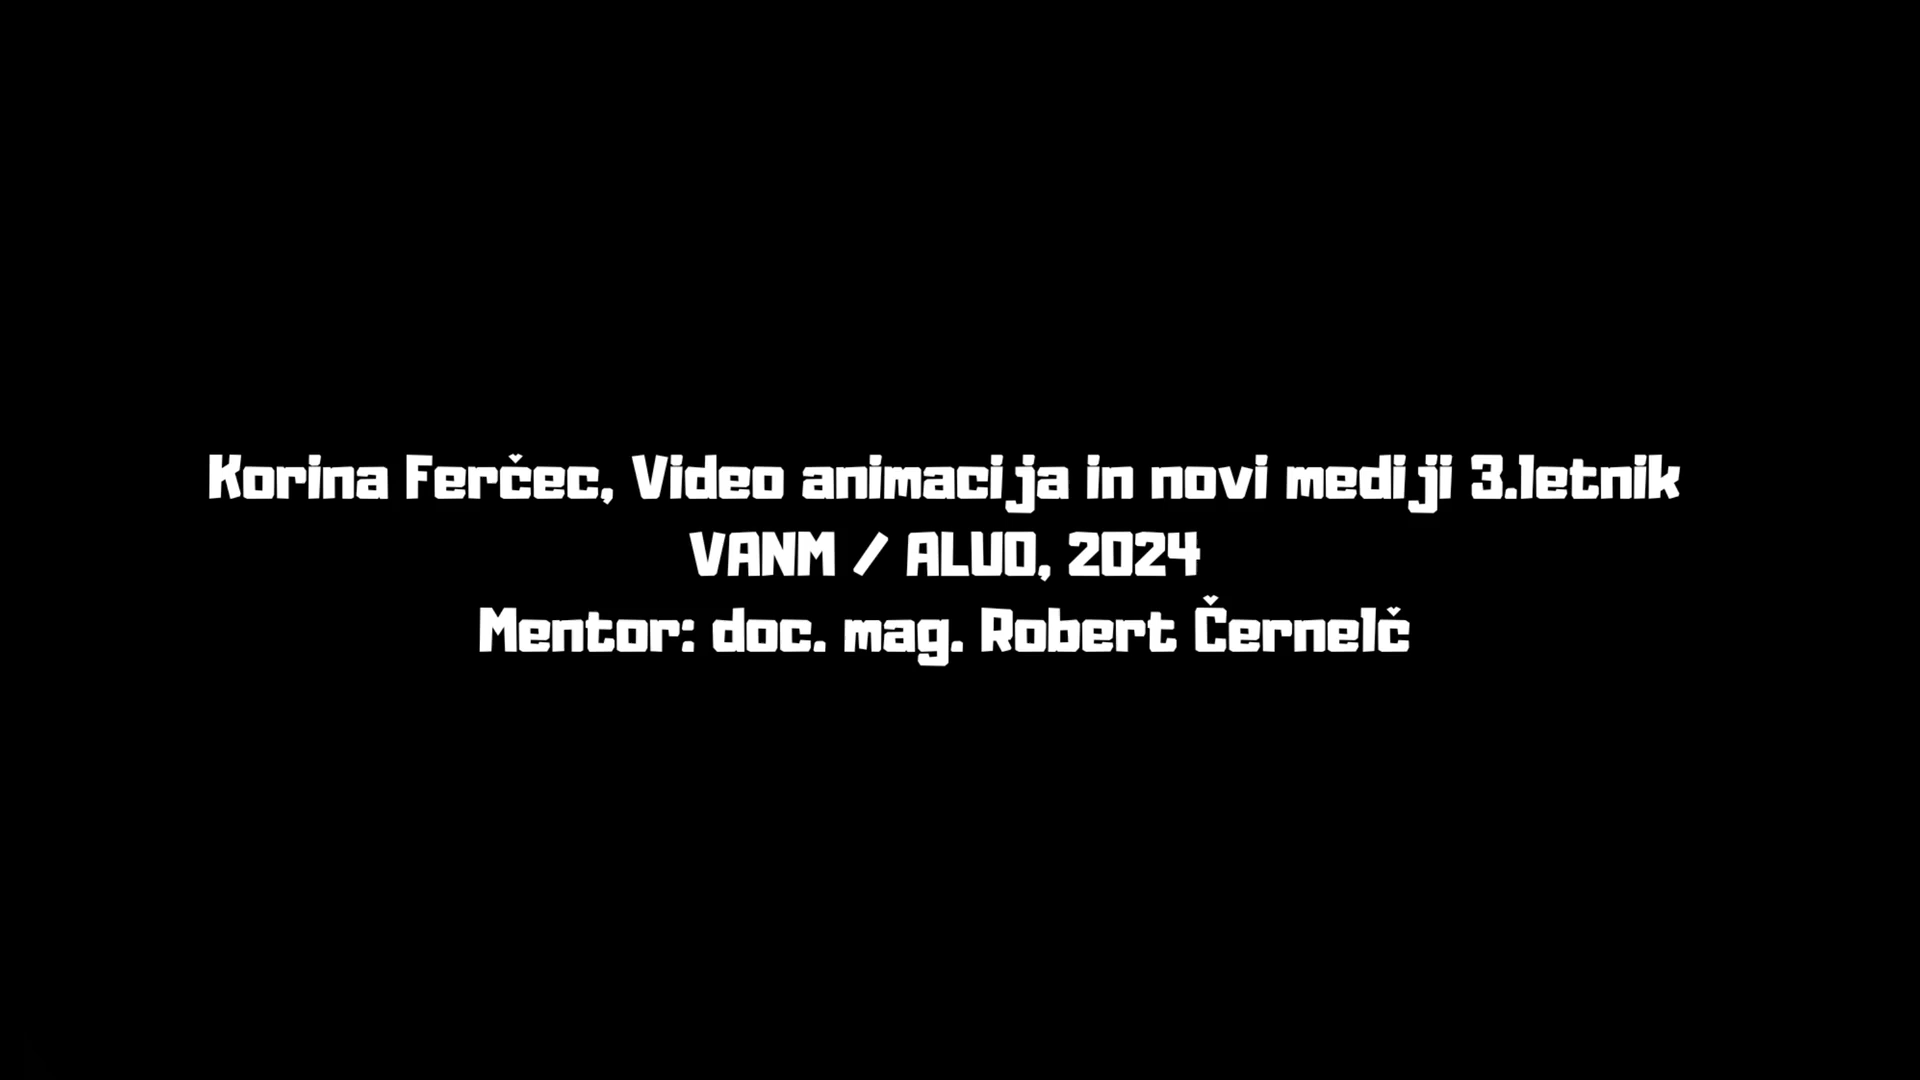 Korina Ferčec, Video animacija in novi mediji 3.letnik
VANM / ALUO, 2024
Mentor: doc. mag. Robert Černelč